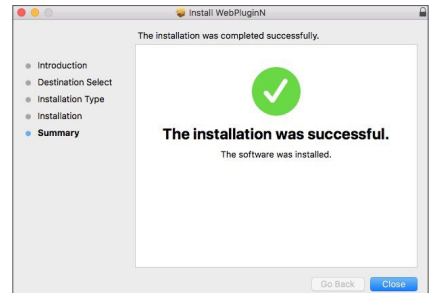 Install WebPluginN
The installation was completed successfully.
Introduction
Destination Select
Installation Type
Installation
Summary
The installation was successful.
The software was installed.
Go Back
Close